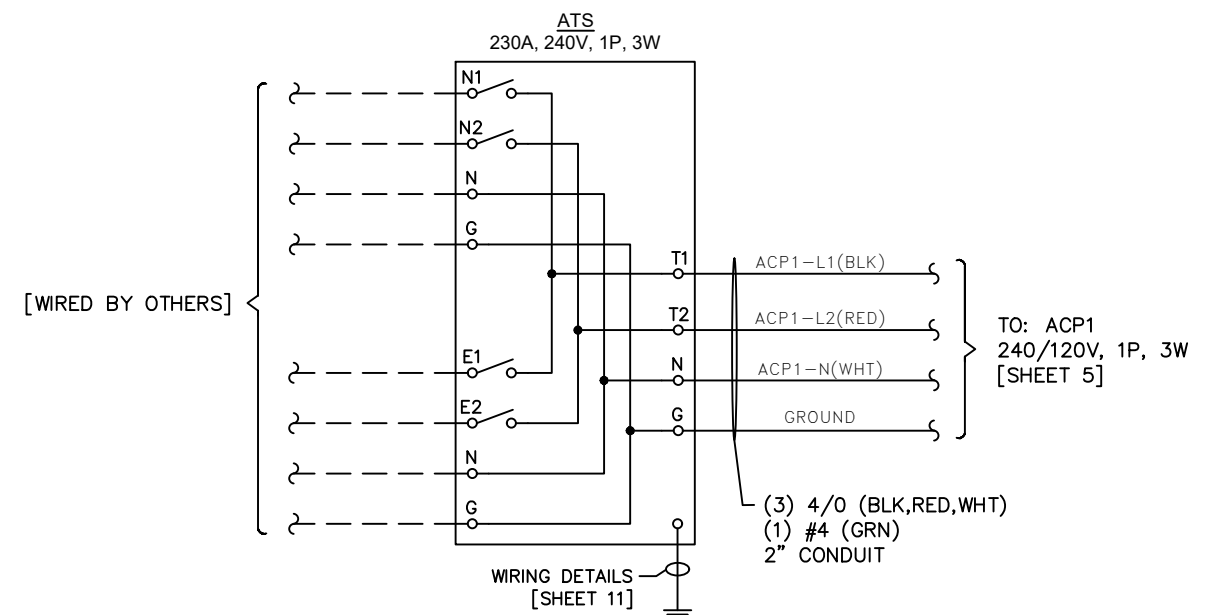 ATS
230A, 240V, 1P, 3W
N1
N2
N
G
[WIRED BY OTHERS]
E1
E2
N
G
T1
T2
N
G
ACP1-L1(BLK)
ACP1-L2(RED)
ACP1-N(WHT)
GROUND
TO: ACP1
240/120V, 1P, 3W
[SHEET 5]
(3) 4/0 (BLK,RED,WHT)
(1) #4 (GRN)
2" CONDUIT
WIRING DETAILS
[SHEET 11]